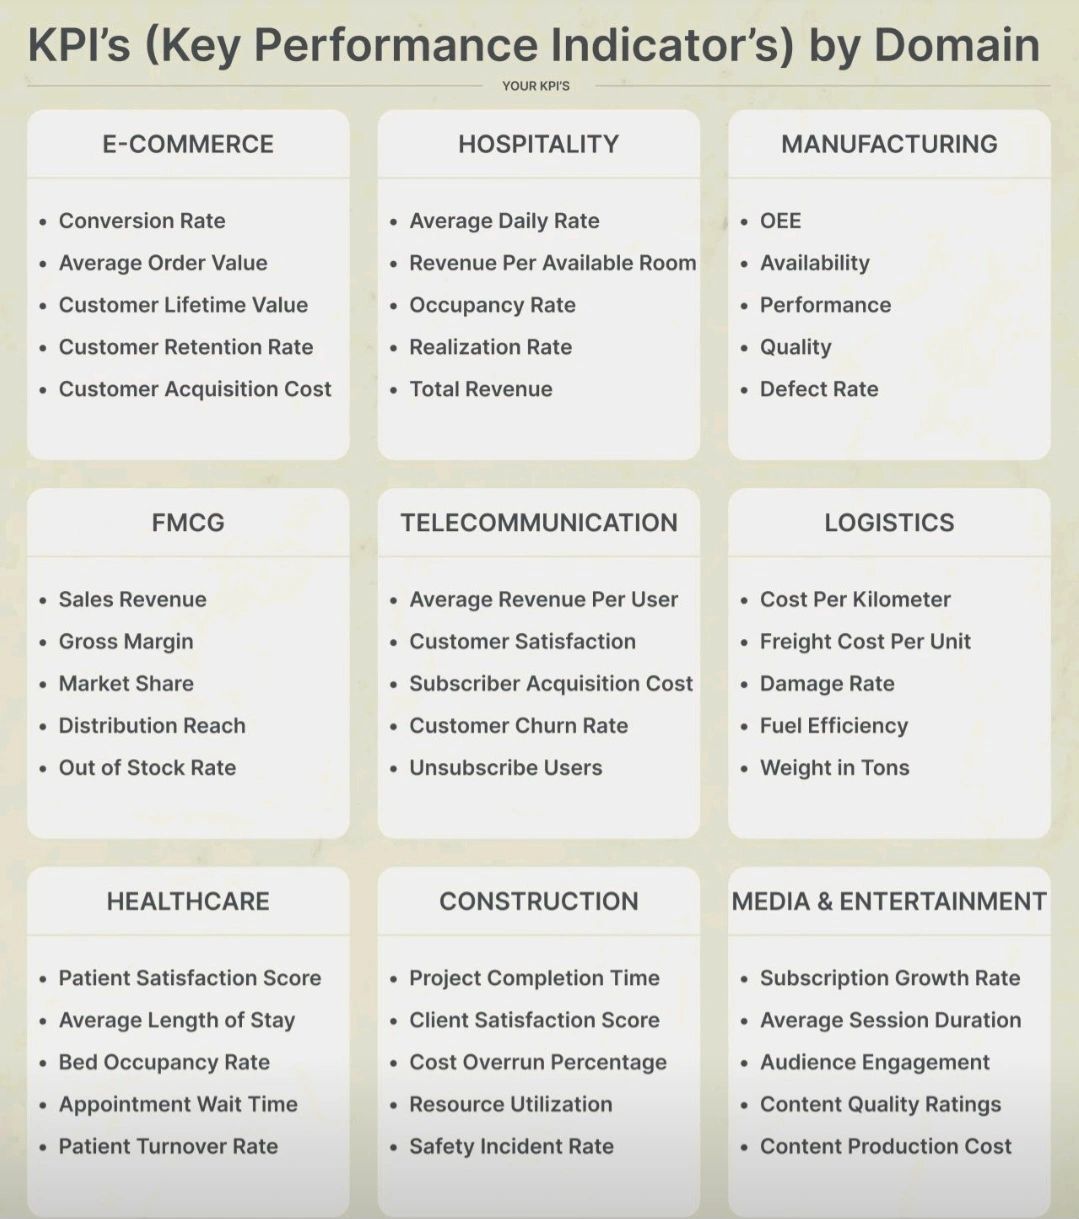 KPI’s (Key Performance Indicator’s) by Domain
YOUR KPI'S
E-COMMERCE
• Conversion Rate
• Average Order Value
• Customer Lifetime Value
• Customer Retention Rate
• Customer Acquisition Cost
HOSPITALITY
• Average Daily Rate
• Revenue Per Available Room
• Occupancy Rate
• Realization Rate
• Total Revenue
MANUFACTURING
• OEE
• Availability
• Performance
• Quality
• Defect Rate
FMCG
• Sales Revenue
• Gross Margin
• Market Share
• Distribution Reach
• Out of Stock Rate
TELECOMMUNICATION
• Average Revenue Per User
• Customer Satisfaction
• Subscriber Acquisition Cost
• Customer Churn Rate
• Unsubscribe Users
LOGISTICS
• Cost Per Kilometer
• Freight Cost Per Unit
• Damage Rate
• Fuel Efficiency
• Weight in Tons
HEALTHCARE
• Patient Satisfaction Score
• Average Length of Stay
• Bed Occupancy Rate
• Appointment Wait Time
• Patient Turnover Rate
CONSTRUCTION
• Project Completion Time
• Client Satisfaction Score
• Cost Overrun Percentage
• Resource Utilization
• Safety Incident Rate
MEDIA & ENTERTAINMENT
• Subscription Growth Rate
• Average Session Duration
• Audience Engagement
• Content Quality Ratings
• Content Production Cost